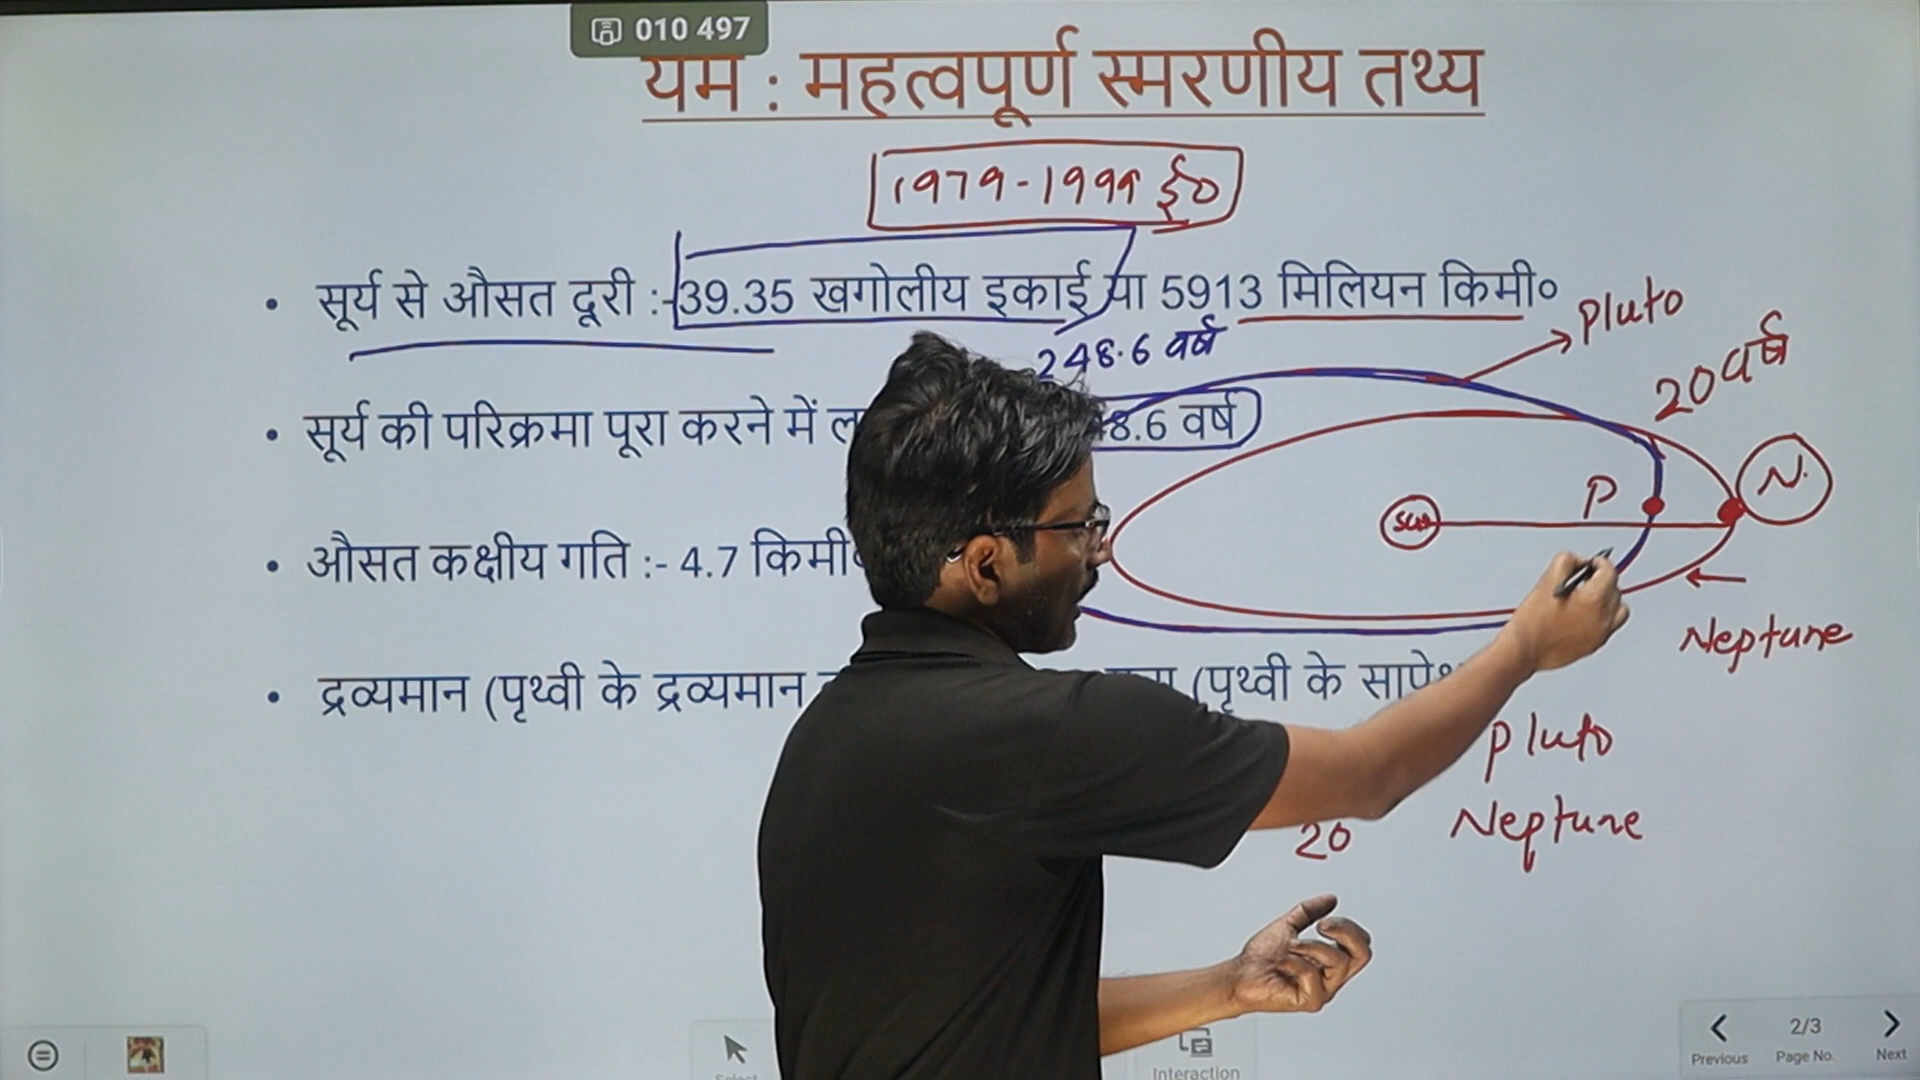 010 497
यम : महत्वपूर्ण स्मरणीय तथ्य
1979-1999 ई०
• सूर्य से औसत दूरी :- 39.35 खगोलीय इकाई या 5913 मिलियन किमी०
Pluto
248.6 वर्ष
20 वर्ष
• सूर्य की परिक्रमा पूरा करने में 8.6 वर्ष
P
N.
• औसत कक्षीय गति :- 4.7 किमी
Neptune
• द्रव्यमान (पृथ्वी के द्रव्यमान (पृथ्वी के
Pluto
Neptune
20
Previous
2/3
Page No.
Next
Select
Interaction